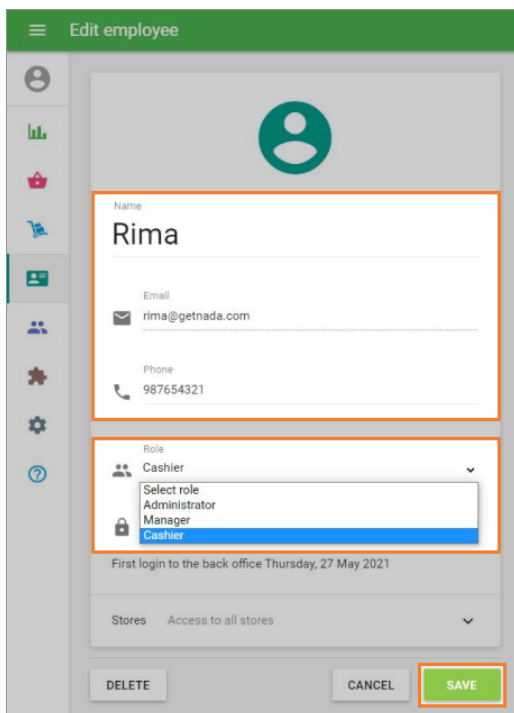 Edit employee
Name
Rima
Email
rima@getnada.com
Phone
987654321
Role
Cashier
Select role
Administrator
Manager
Cashier
First login to the back office Thursday, 27 May 2021
Stores Access to all stores
DELETE CANCEL SAVE